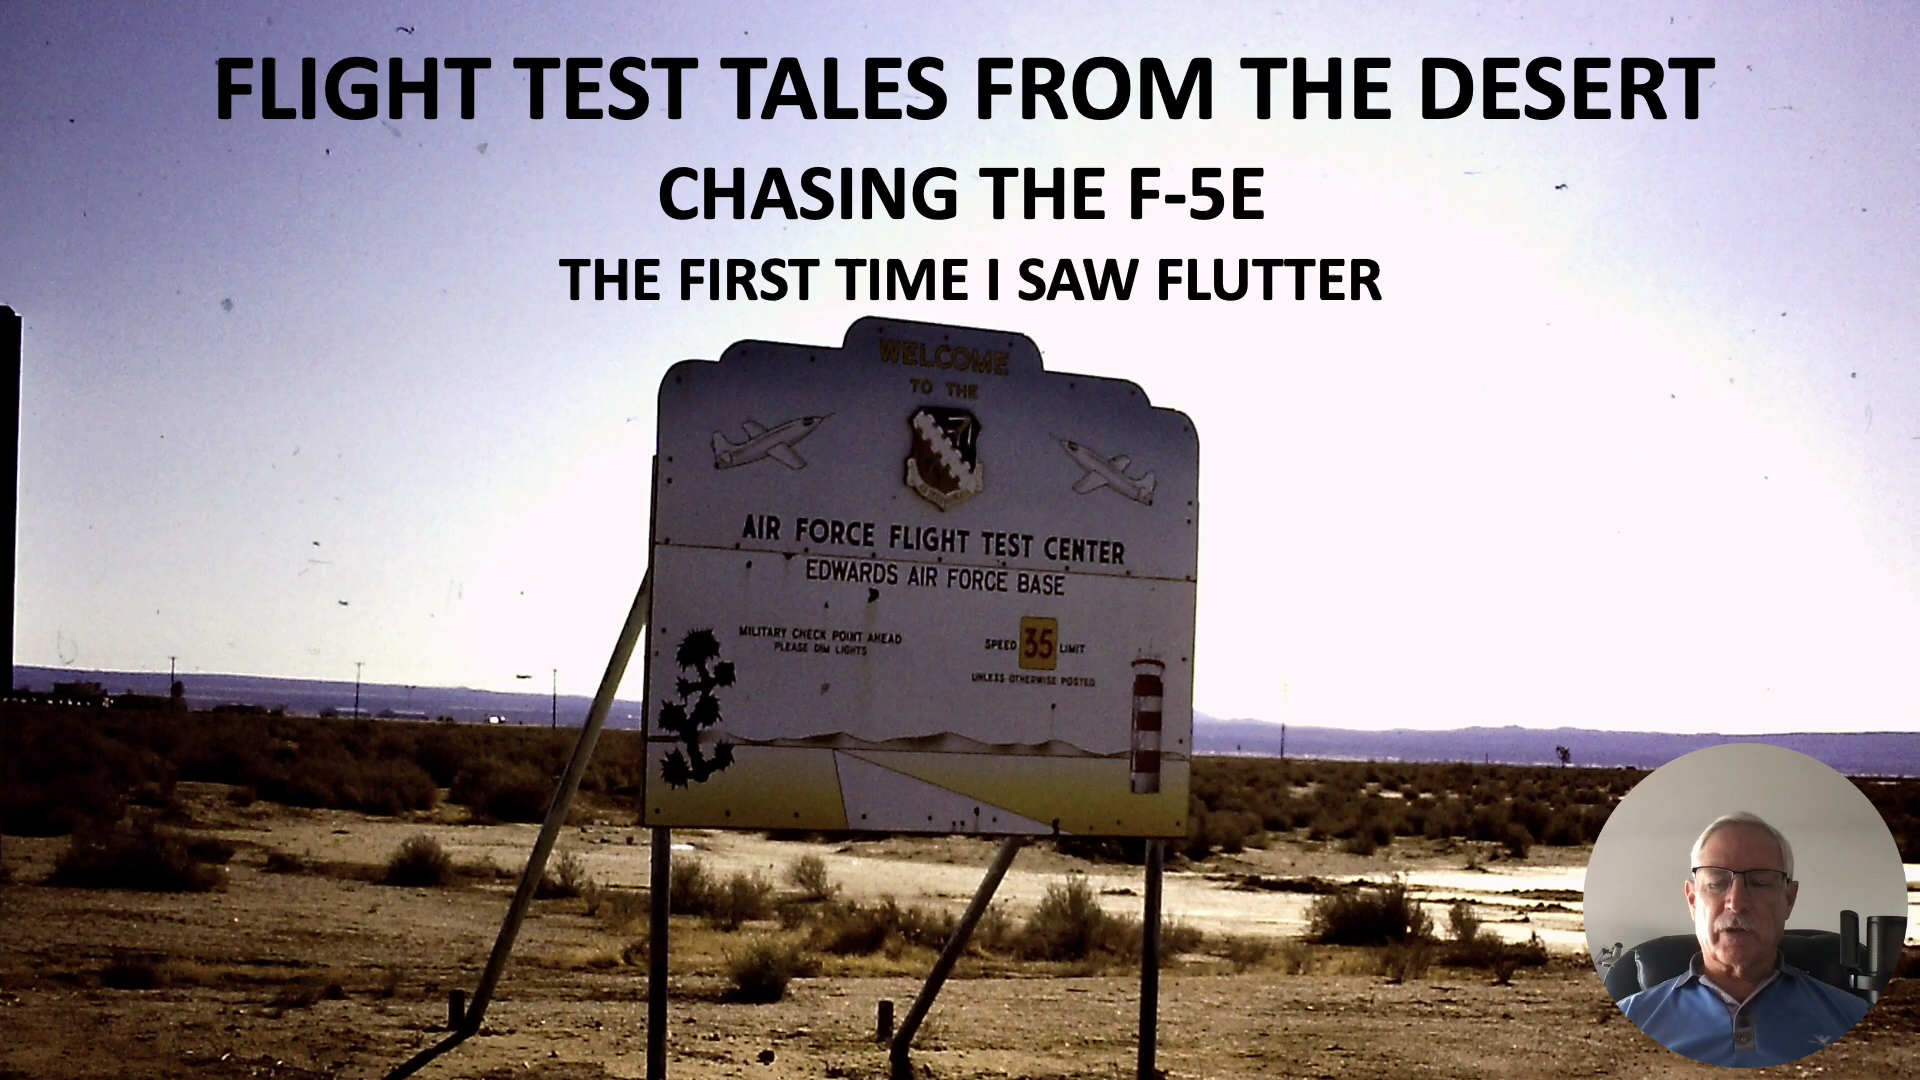 FLIGHT TEST TALES FROM THE DESERT
CHASING THE F-5E
THE FIRST TIME I SAW FLUTTER
WELCOME
TO THE
AIR FORCE FLIGHT TEST CENTER
EDWARDS AIR FORCE BASE
MILITARY CHECK POINT AHEAD
PLEASE DIM LIGHTS
SPEED 35 LIMIT
UNLESS OTHERWISE POSTED